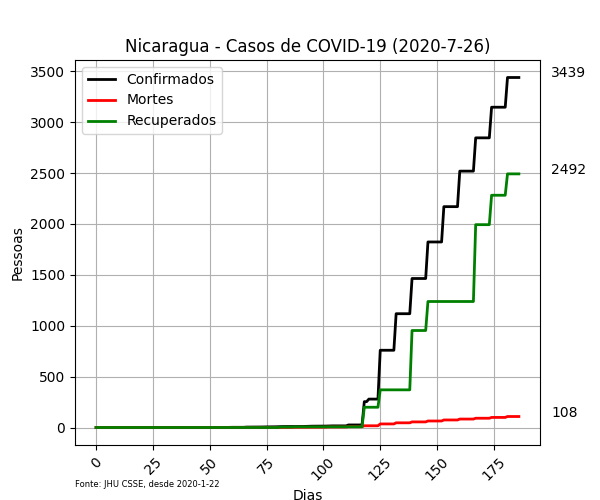 Nicaragua - Casos de COVID-19 (2020-7-26)
Confirmados
Mortes
Recuperados
3500
3000
2500
2000
1500
1000
500
0
Pessoas
3439
2492
108
0
25
50
75
100
125
150
175
Fonte: JHU CSSE, desde 2020-1-22
Dias